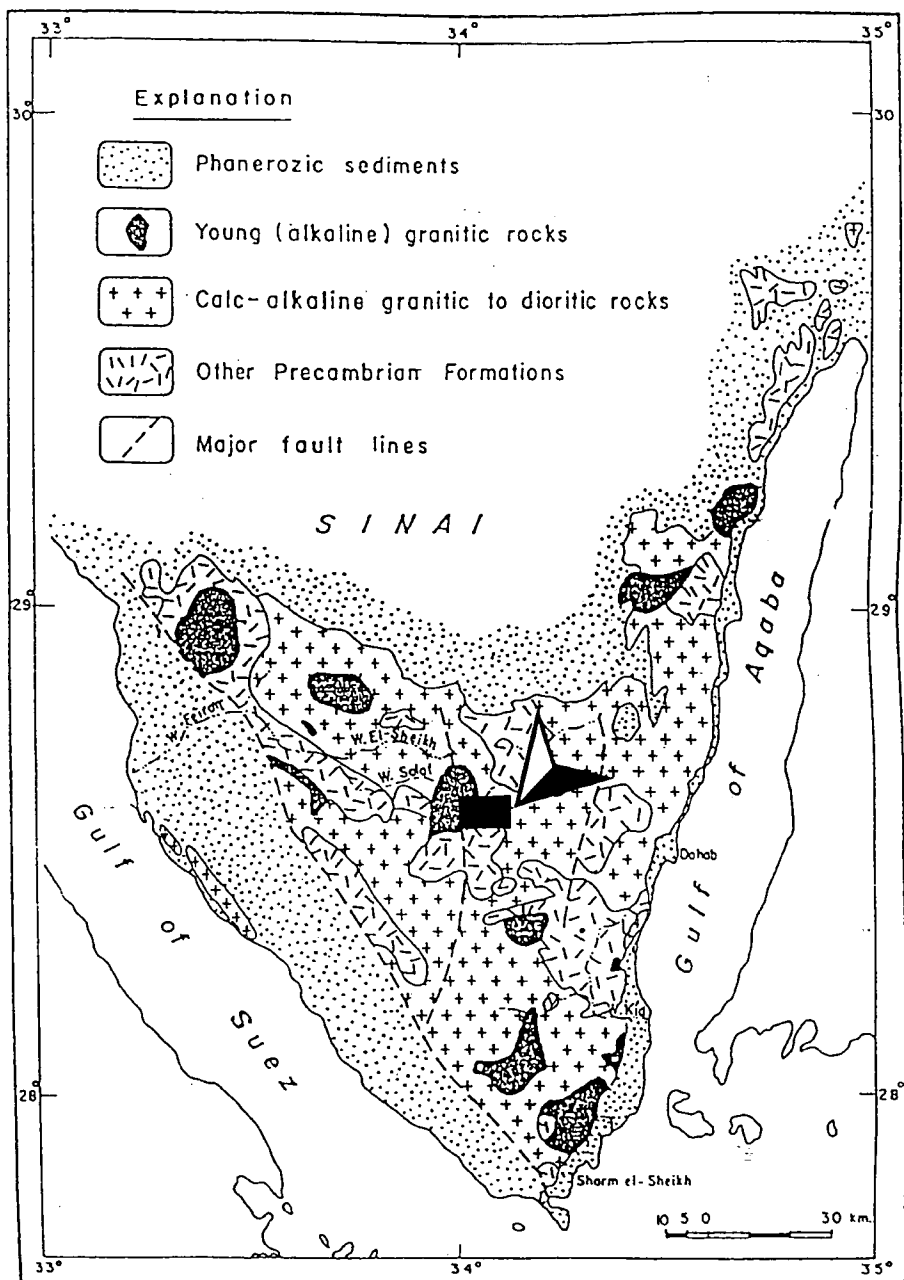 33°
34°
35°
30°
30
Explanation
Phanerozic sediments
Young (alkaline) granitic rocks
Calc-alkaline granitic to dioritic rocks
Other Precambrian Formations
Major fault lines
SINAI
29°
29°
Gulf of Aqaba
W. Feiran
W. El-Sheikh
W. Solaf
Dahab
Gulf of Suez
Kid
28°
28°
Sharm el-Sheikh
10 5 0 30 km.
33°
34°
35°